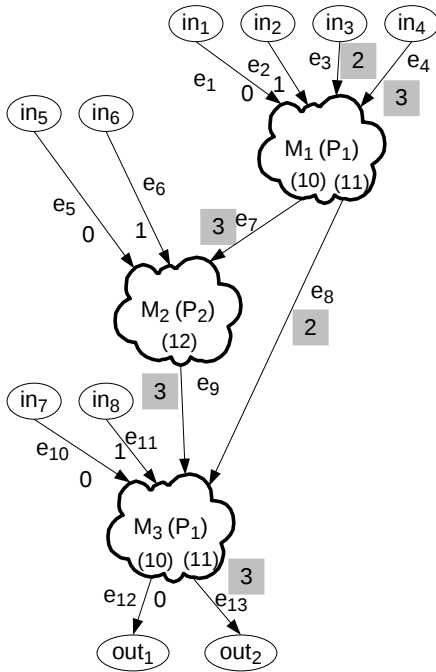 in₁ in₂ in₃ in₄
e₁ 0 e₂ 1 e₃ 2 e₄ 3
in₅ in₆
M₁ (P₁)
(10) (11)
e₅ 0 e₆ 1 3 e₇
e₈ 2
M₂ (P₂)
(12)
3 e₉
in₇ in₈
e₁₀ 0 1 e₁₁
M₃ (P₁)
(10) (11)
e₁₂ 0 e₁₃ 3
out₁ out₂